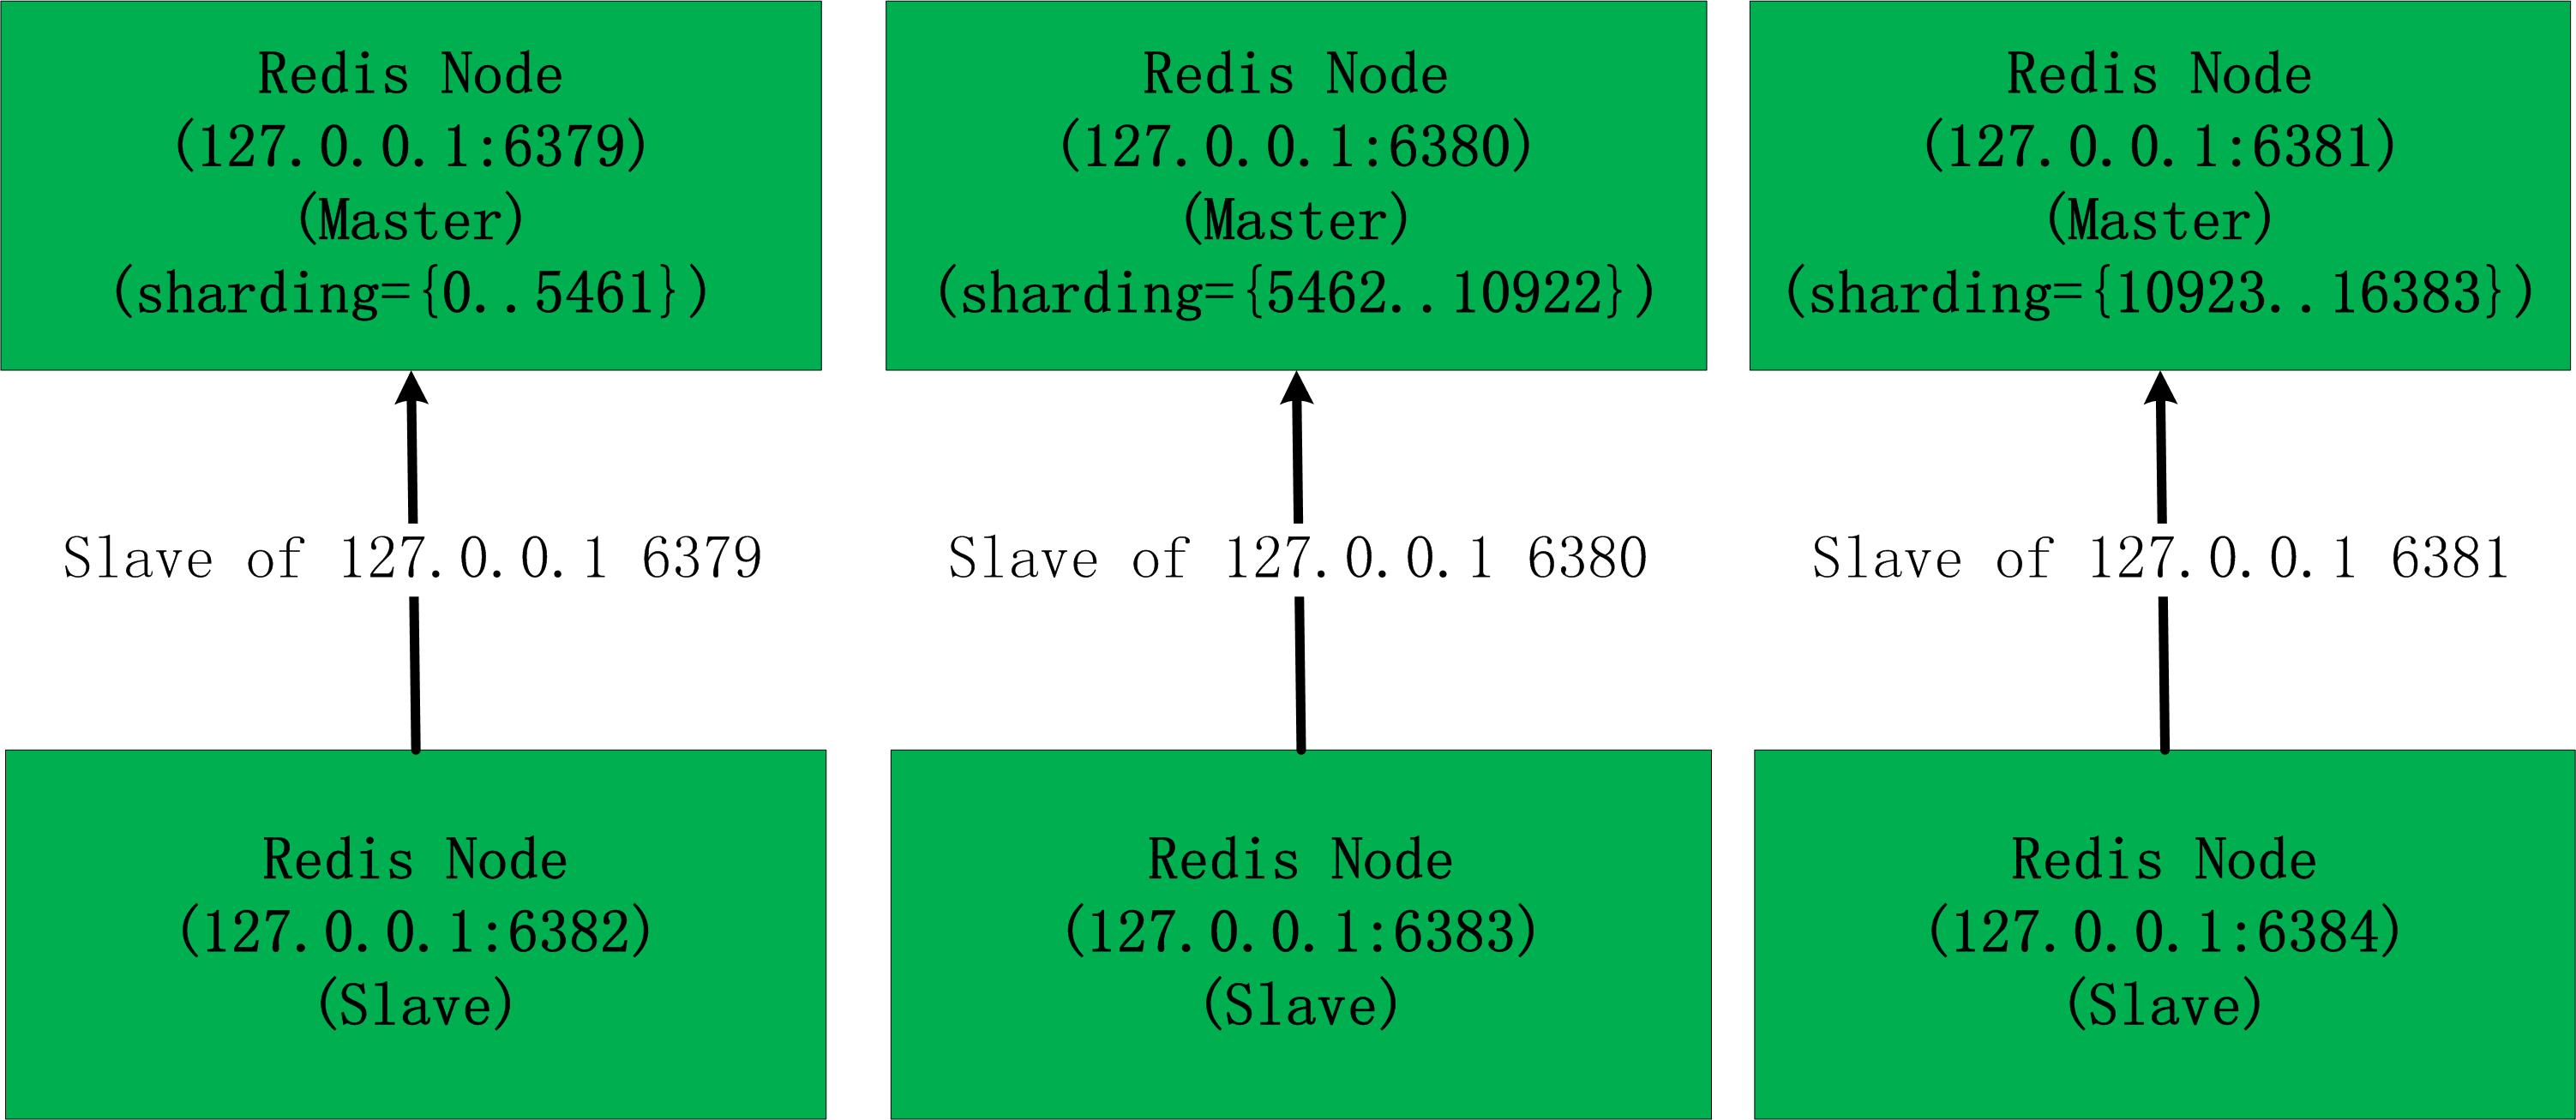 Redis Node
(127.0.0.1:6379)
(Master)
(sharding={0..5461})
Redis Node
(127.0.0.1:6380)
(Master)
(sharding={5462..10922})
Redis Node
(127.0.0.1:6381)
(Master)
(sharding={10923..16383})
Slave of 127.0.0.1 6379
Slave of 127.0.0.1 6380
Slave of 127.0.0.1 6381
Redis Node
(127.0.0.1:6382)
(Slave)
Redis Node
(127.0.0.1:6383)
(Slave)
Redis Node
(127.0.0.1:6384)
(Slave)